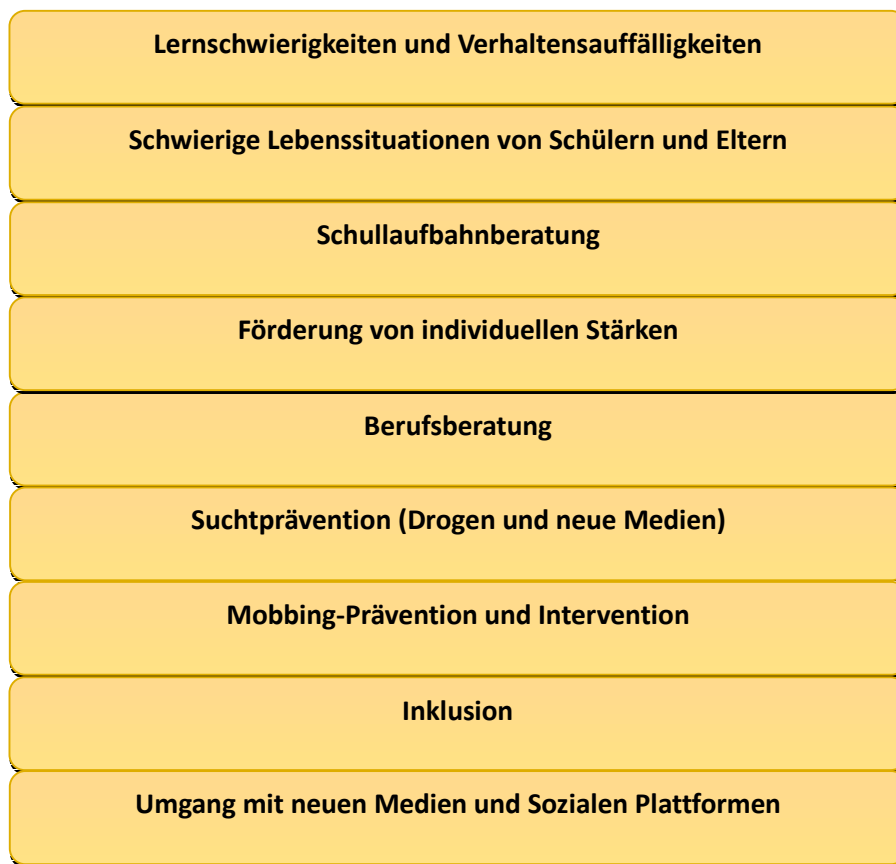 Lernschwierigkeiten und Verhaltensauffälligkeiten
Schwierige Lebenssituationen von Schülern und Eltern
Schullaufbahnberatung
Förderung von individuellen Stärken
Berufsberatung
Suchtprävention (Drogen und neue Medien)
Mobbing-Prävention und Intervention
Inklusion
Umgang mit neuen Medien und Sozialen Plattformen